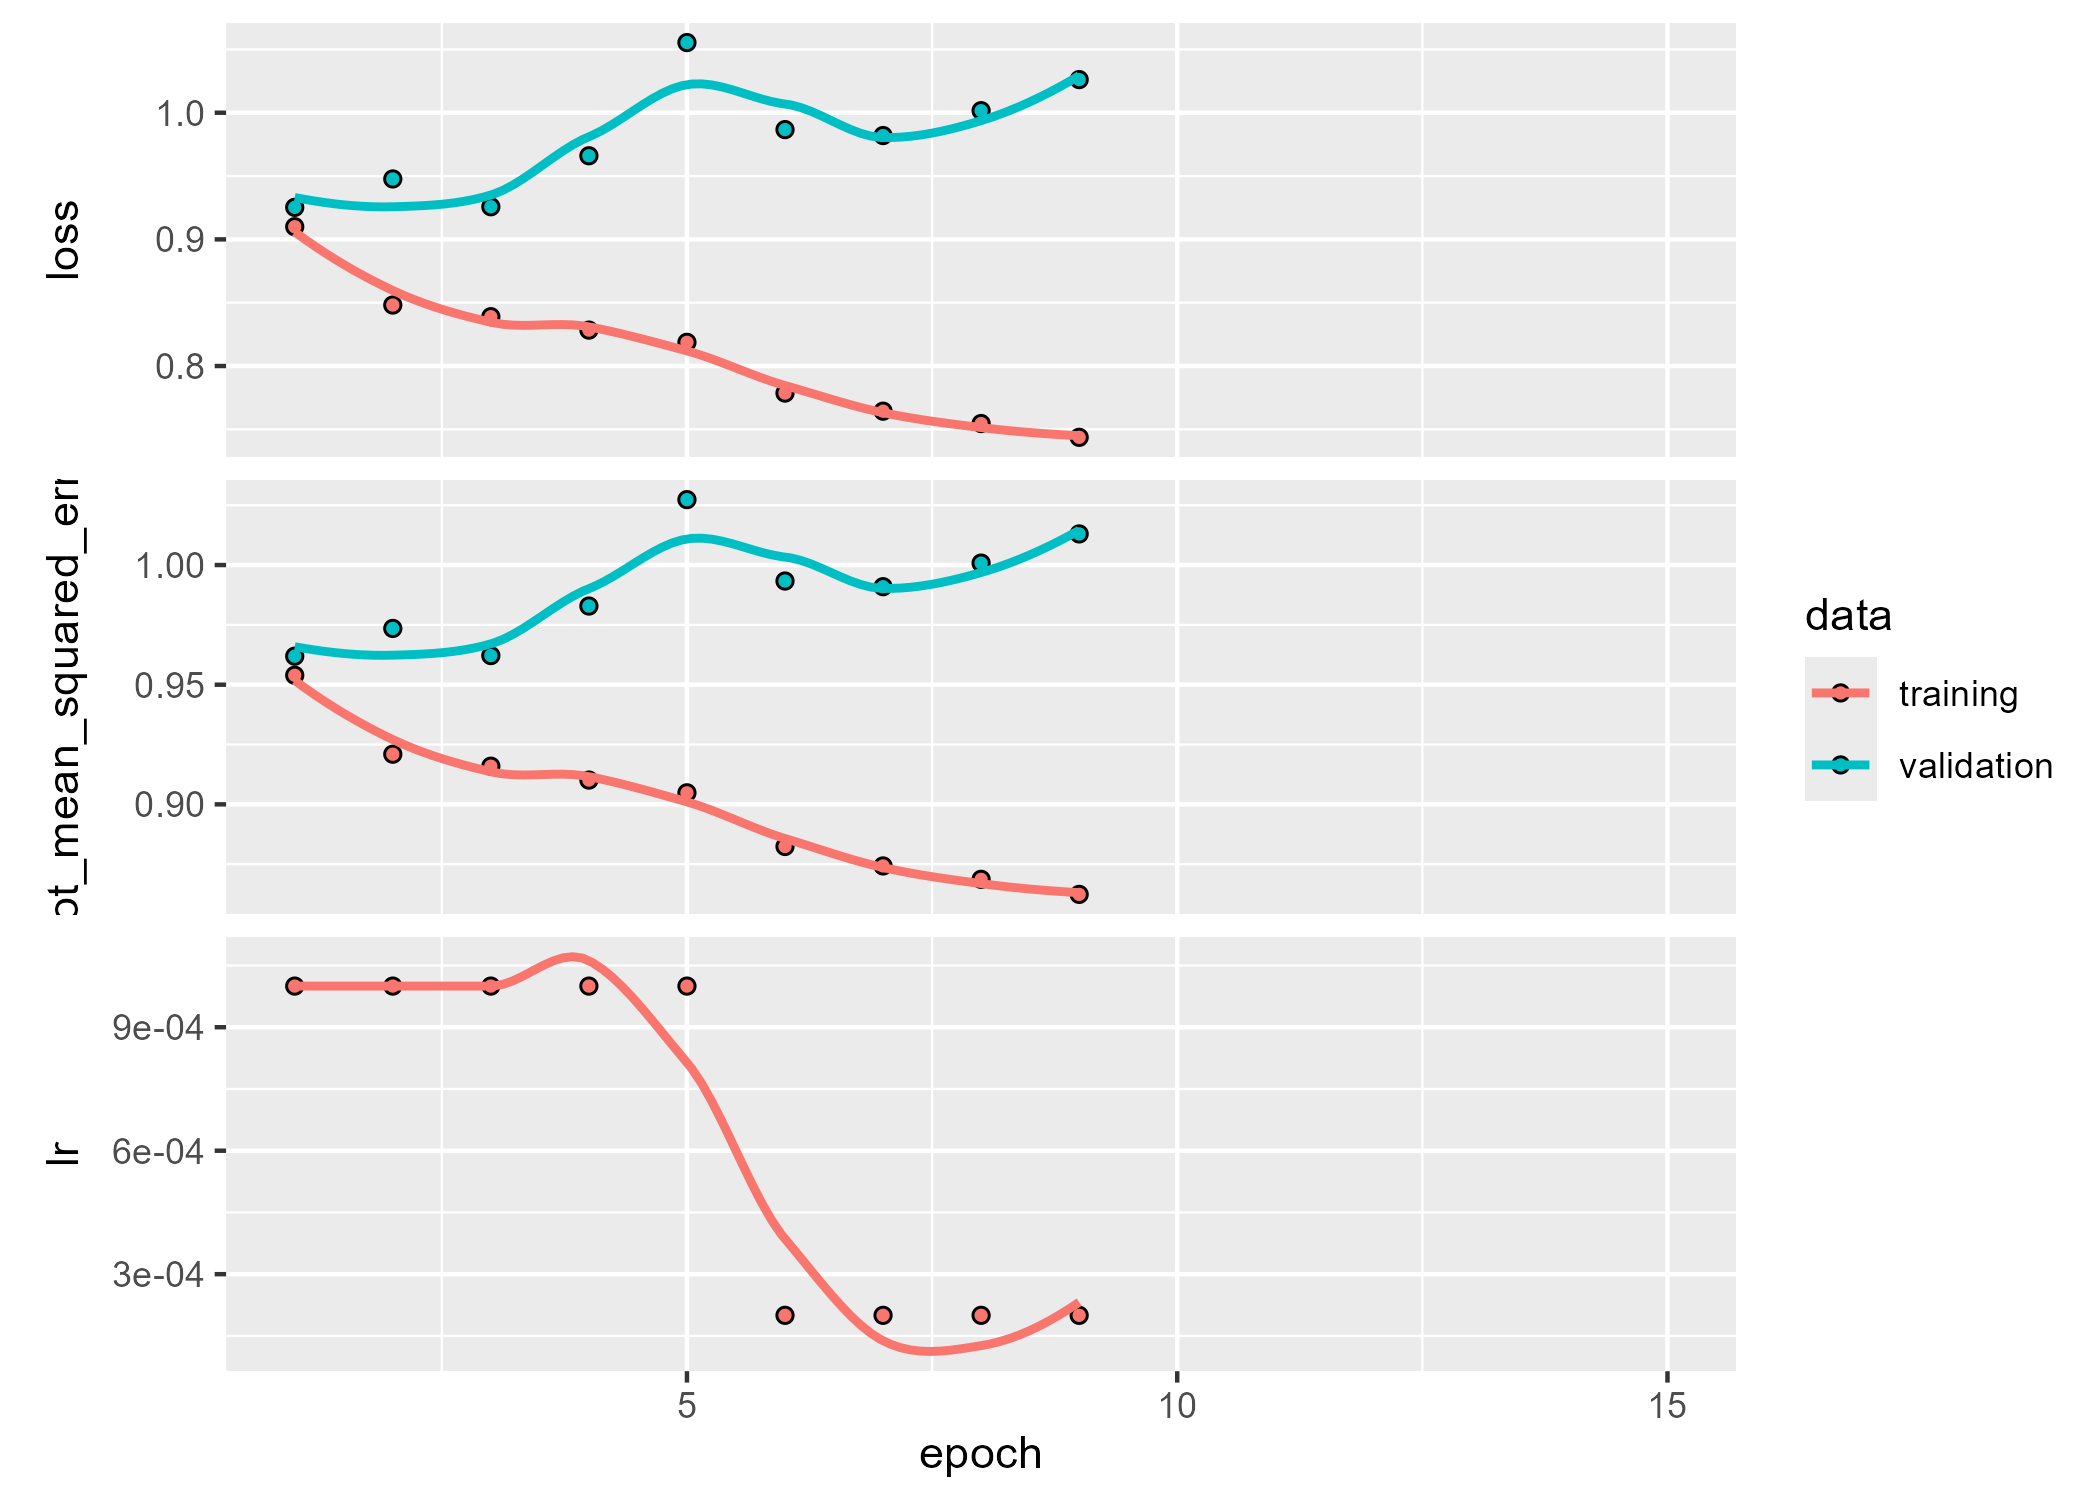 loss
1.0
0.9
0.8
pt_mean_squared_err
1.00
0.95
0.90
lr
9e-04
6e-04
3e-04
5
10
15
epoch
data
training
validation